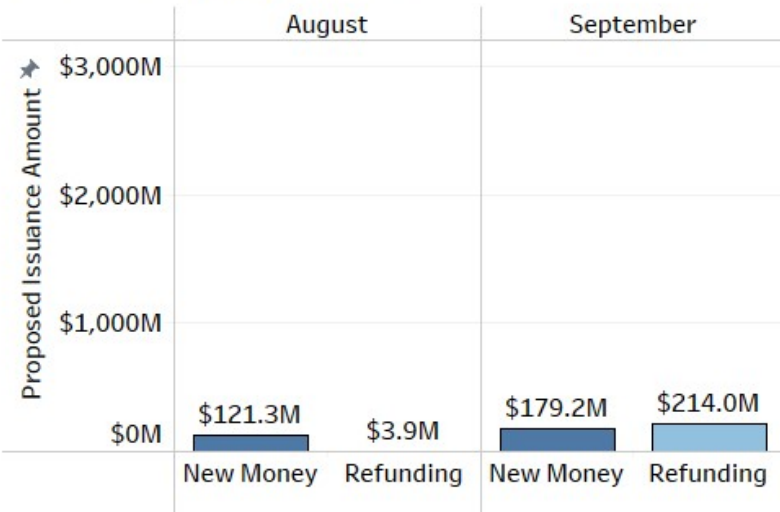 August September
Proposed Issuance Amount
$3,000M
$2,000M
$1,000M
$0M
$121.3M $3.9M $179.2M $214.0M
New Money Refunding New Money Refunding